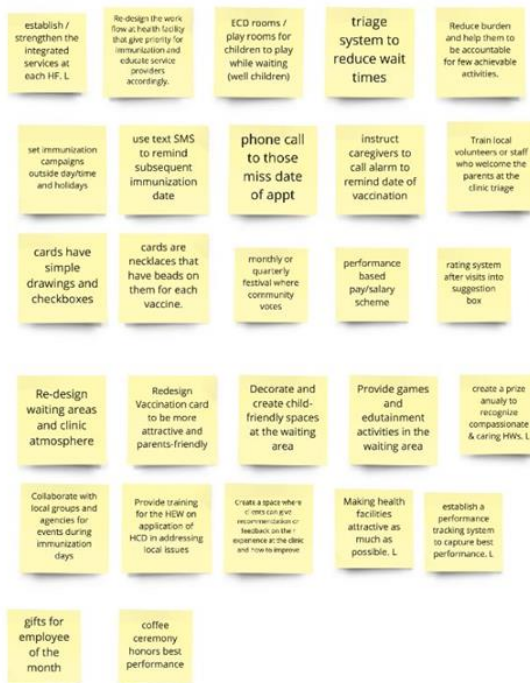 establish /
strengthen the
integrated
services at
each HF. L
Re-design the work
flow at health facility
that give priority for
immunization and
educate service
providers
accordingly.
ECD rooms /
play rooms for
children to play
while waiting
(well children)
triage
system to
reduce wait
times
Reduce burden
and help them to
be accountable
for few achievable
activities.
set immunization
campaigns
outside day/time
and holidays
use text SMS
to remind
subsequent
immunization
date
phone call
to those
miss date
of appt
instruct
caregivers to
call alarm to
remind date of
vaccination
Train local
volunteers or staff
who welcome the
parents at the
clinic triage
cards have
simple
drawings and
checkboxes
cards are
necklaces that
have beads on
them for each
vaccine.
monthly or
quarterly
festival where
community
votes
performance
based
pay/salary
scheme
rating system
after visits into
suggestion
box
Re-design
waiting areas
and clinic
atmosphere
Redesign
Vaccination card
to be more
attractive and
parents-friendly
Decorate and
create child-
friendly spaces
at the waiting
area
Provide games
and
edutainment
activities in the
waiting area
create a prize
anualy to
recognize
compassionate
& caring HWs. L
Collaborate with
local groups and
agencies for
events during
immunization
days
Provide training
for the HEW on
application of
HCD in addressing
local issues
Create a space where
clients can give
recommendation or
feedback on the r
experience at the clinic
and how to improve
Making health
facilities
attractive as
much as
possible. L
establish a
performance
tracking system
to capture best
performance. L
gifts for
employee
of the
month
coffee
ceremony
honors best
performance